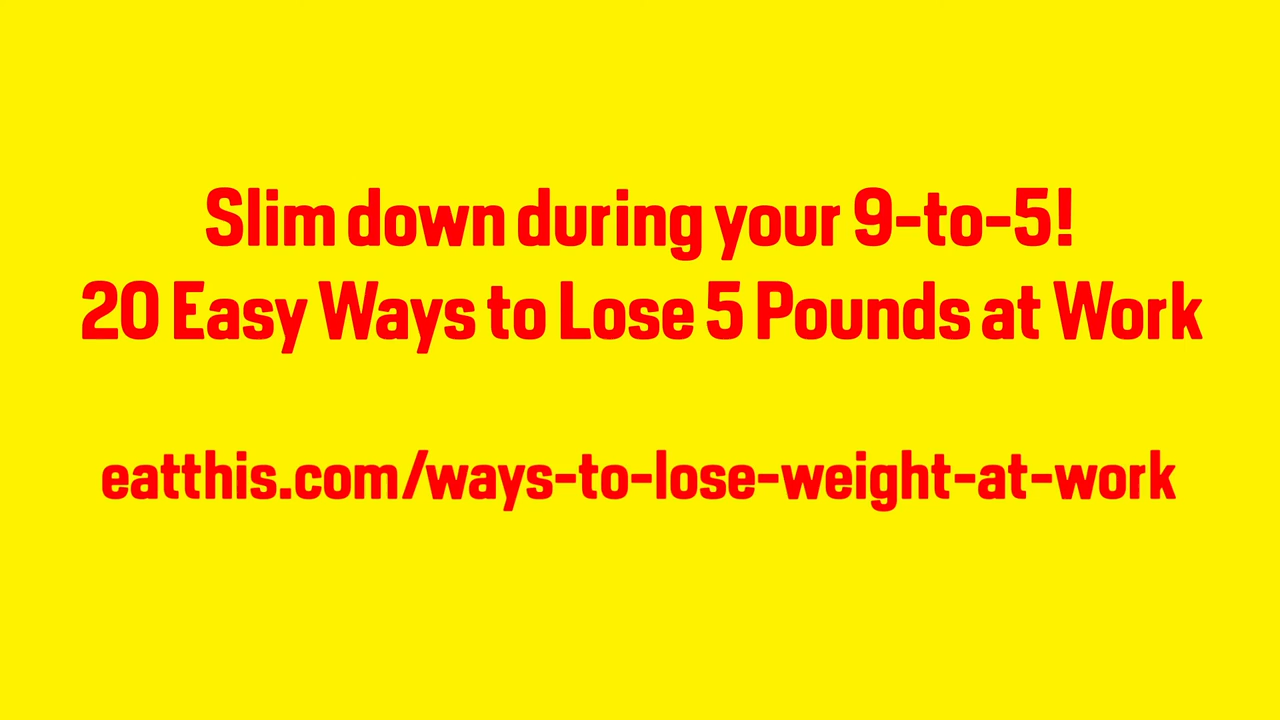 Slim down during your 9-to-5!
20 Easy Ways to Lose 5 Pounds at Work
eatthis.com/ways-to-lose-weight-at-work